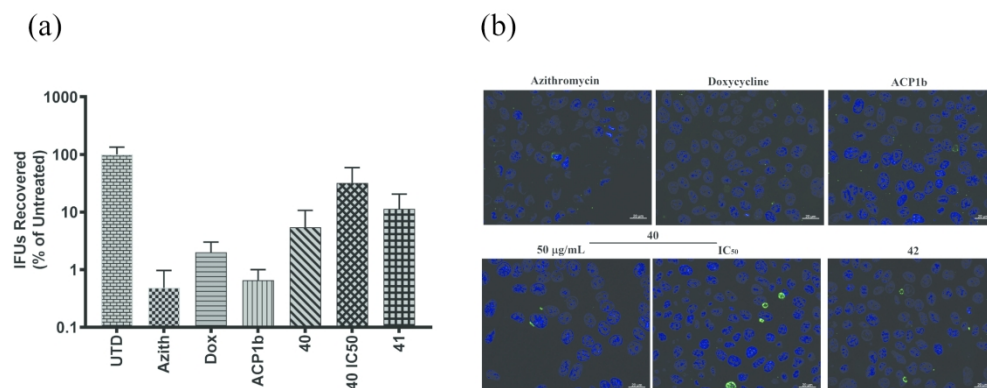 (a)
(b)
IFUs Recovered
(% of Untreated)
1000
100
10
1
0.1
UTD
Azith
Dox
ACP1b
40
40 IC50
41
Azithromycin
Doxycycline
ACP1b
40
50 µg/mL
IC₅₀
42